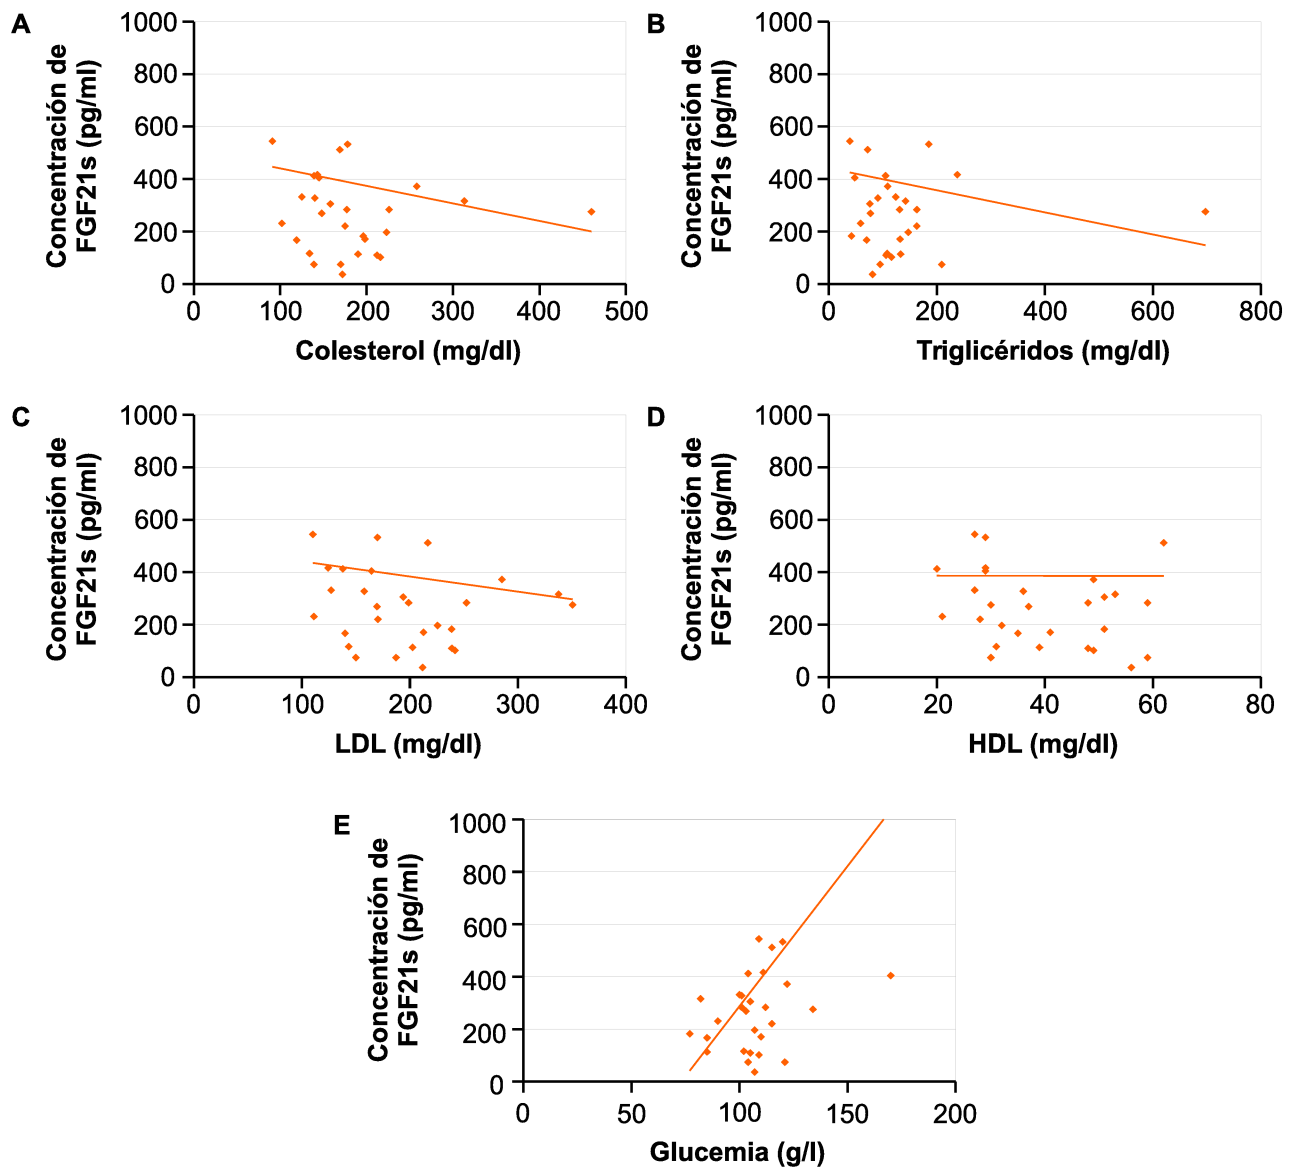 A
Concentración de
FGF21s (pg/ml)
1000
800
600
400
200
0
0 100 200 300 400 500
Colesterol (mg/dl)
B
Concentración de
FGF21s (pg/ml)
1000
800
600
400
200
0
0 200 400 600 800
Triglicéridos (mg/dl)
C
Concentración de
FGF21s (pg/ml)
1000
800
600
400
200
0
0 100 200 300 400
LDL (mg/dl)
D
Concentración de
FGF21s (pg/ml)
1000
800
600
400
200
0
0 20 40 60 80
HDL (mg/dl)
E
Concentración de
FGF21s (pg/ml)
1000
800
600
400
200
0
0 50 100 150 200
Glucemia (g/l)